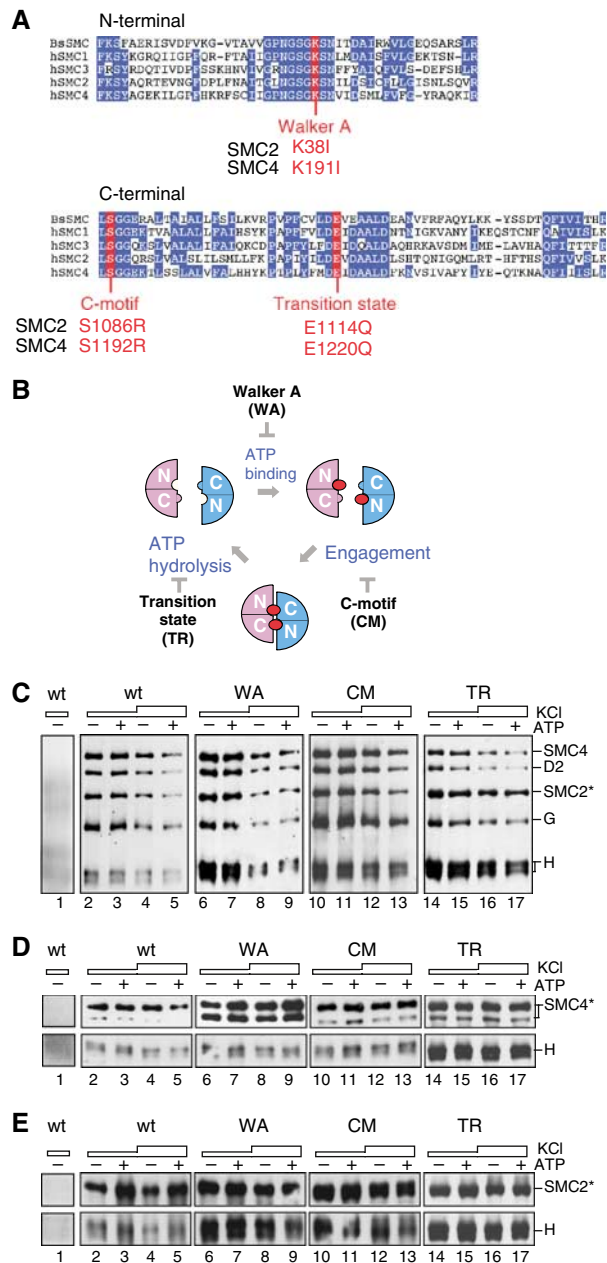 A
N-terminal
BsSMC
hSMC1
hSMC3
hSMC2
hSMC4
Walker A
SMC2 K38I
SMC4 K191I
C-terminal
BsSMC
hSMC1
hSMC3
hSMC2
hSMC4
C-motif Transition state
SMC2 S1086R E1114Q
SMC4 S1192R E1220Q
B
Walker A
(WA)
ATP
binding
N C
C N
N C
C N
ATP
hydrolysis
Engagement
N C
C N
Transition
state
(TR)
C-motif
(CM)
C
wt wt WA CM TR
KCl
– – + – + – + – + – + – + – + – + ATP
SMC4
D2
SMC2*
G
H
1 2 3 4 5 6 7 8 9 10 11 12 13 14 15 16 17
D
wt wt WA CM TR
KCl
– – + – + – + – + – + – + – + – + ATP
SMC4*
H
1 2 3 4 5 6 7 8 9 10 11 12 13 14 15 16 17
E
wt wt WA CM TR
KCl
– – + – + – + – + – + – + – + – + ATP
SMC2*
H
1 2 3 4 5 6 7 8 9 10 11 12 13 14 15 16 17